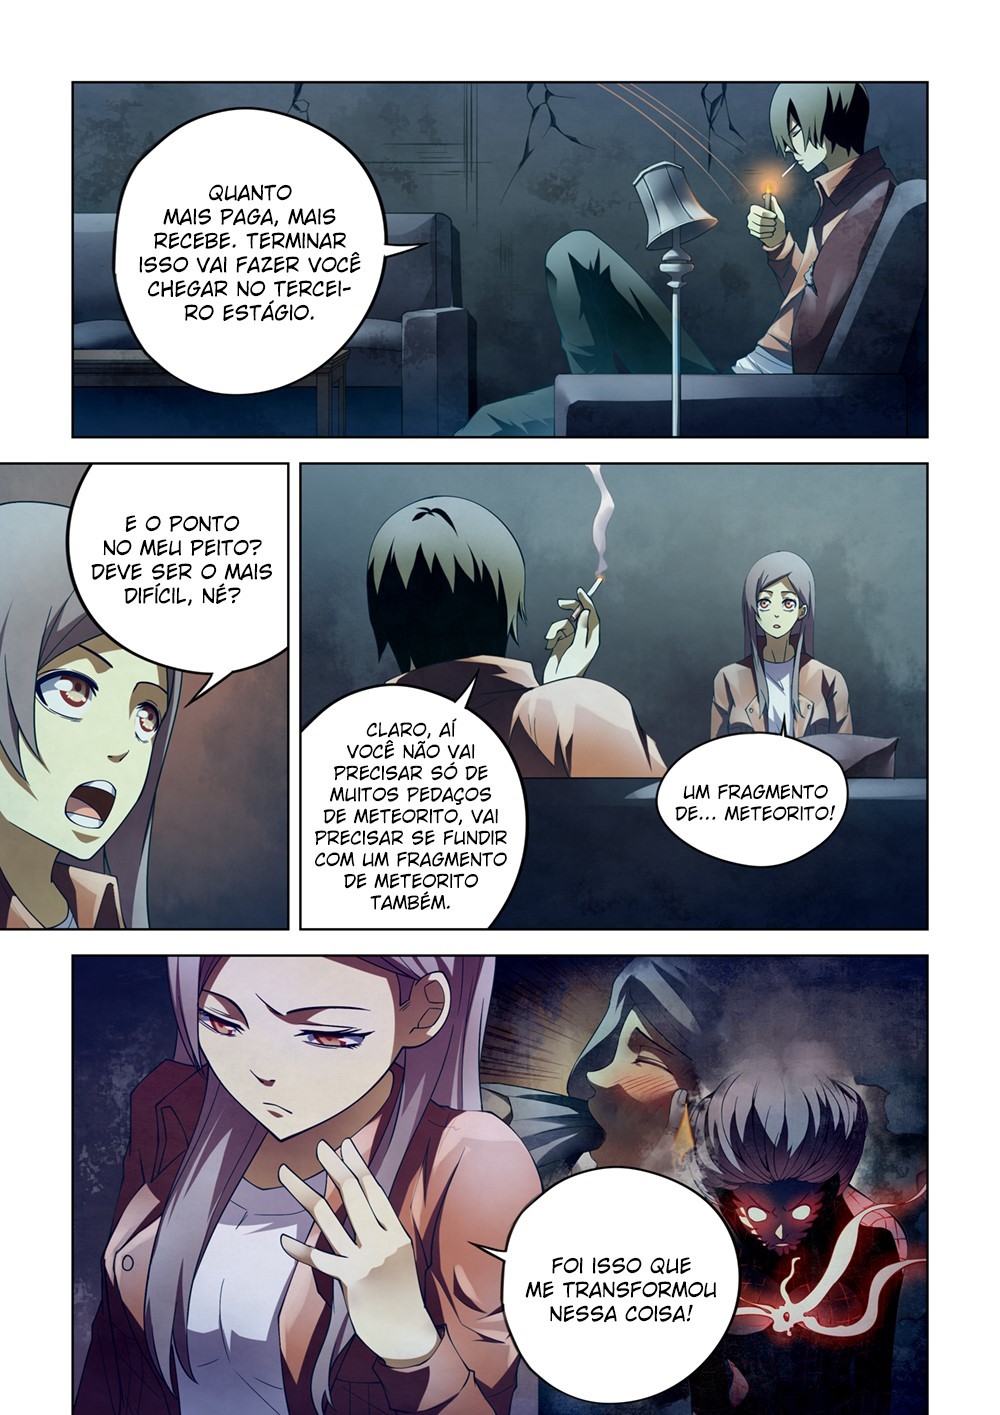 QUANTO
MAIS PAGA, MAIS
RECEBE. TERMINAR
ISSO VAI FAZER VOCÊ
CHEGAR NO TERCEI-
RO ESTÁGIO.
E O PONTO
NO MEU PEITO?
DEVE SER O MAIS
DIFÍCIL, NÉ?
CLARO, AÍ
VOCÊ NÃO VAI
PRECISAR SÓ DE
MUITOS PEDAÇOS
DE METEORITO, VAI
PRECISAR SE FUNDIR
COM UM FRAGMENTO
DE METEORITO
TAMBÉM.
UM FRAGMENTO
DE... METEORITO!
FOI ISSO QUE
ME TRANSFORMOU
NESSA COISA!